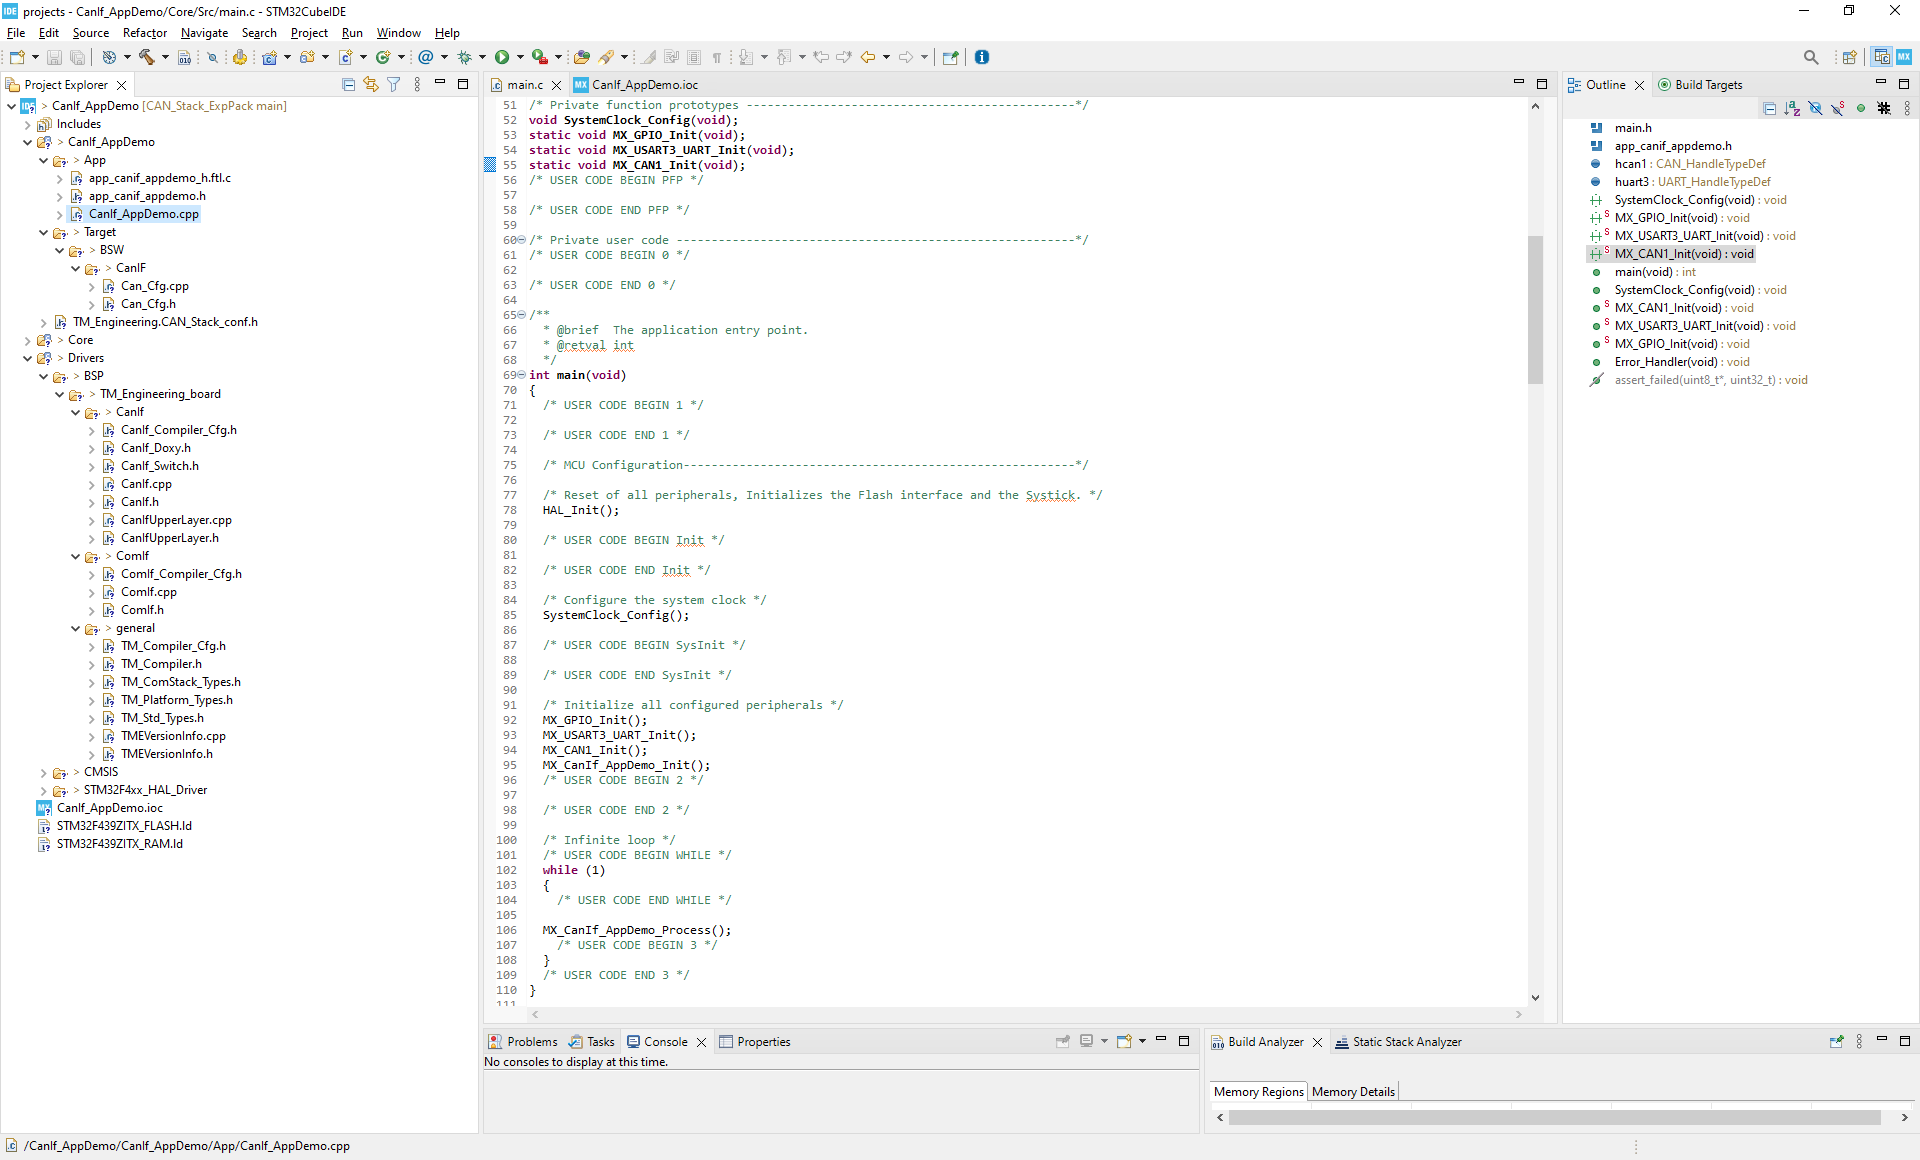 IDE projects - CanIf_AppDemo/Core/Src/main.c - STM32CubeIDE
File Edit Source Refactor Navigate Search Project Run Window Help
Project Explorer
CanIf_AppDemo [CAN_Stack_ExpPack main]
Includes
> CanIf_AppDemo
> App
app_canif_appdemo_h.ftl.c
app_canif_appdemo.h
CanIf_AppDemo.cpp
> Target
> BSW
> CanIF
Can_Cfg.cpp
Can_Cfg.h
TM_Engineering.CAN_Stack_conf.h
> Core
> Drivers
> BSP
> TM_Engineering_board
> CanIf
CanIf_Compiler_Cfg.h
CanIf_Doxy.h
CanIf_Switch.h
CanIf.cpp
CanIf.h
CanIfUpperLayer.cpp
CanIfUpperLayer.h
> ComIf
ComIf_Compiler_Cfg.h
ComIf.cpp
ComIf.h
> general
TM_Compiler_Cfg.h
TM_Compiler.h
TM_ComStack_Types.h
TM_Platform_Types.h
TM_Std_Types.h
TMEVersionInfo.cpp
TMEVersionInfo.h
> CMSIS
> STM32F4xx_HAL_Driver
MX CanIf_AppDemo.ioc
STM32F439ZITX_FLASH.ld
STM32F439ZITX_RAM.ld
main.c
MX CanIf_AppDemo.ioc
51 /* Private function prototypes -----------------------------------------------*/
52 void SystemClock_Config(void);
53 static void MX_GPIO_Init(void);
54 static void MX_USART3_UART_Init(void);
55 static void MX_CAN1_Init(void);
56 /* USER CODE BEGIN PFP */
57
58 /* USER CODE END PFP */
59
60 /* Private user code ---------------------------------------------------------*/
61 /* USER CODE BEGIN 0 */
62
63 /* USER CODE END 0 */
64
65 /**
66 * @brief  The application entry point.
67 * @retval int
68 */
69 int main(void)
70 {
71 /* USER CODE BEGIN 1 */
72
73 /* USER CODE END 1 */
74
75 /* MCU Configuration--------------------------------------------------------*/
76
77 /* Reset of all peripherals, Initializes the Flash interface and the Systick. */
78 HAL_Init();
79
80 /* USER CODE BEGIN Init */
81
82 /* USER CODE END Init */
83
84 /* Configure the system clock */
85 SystemClock_Config();
86
87 /* USER CODE BEGIN SysInit */
88
89 /* USER CODE END SysInit */
90
91 /* Initialize all configured peripherals */
92 MX_GPIO_Init();
93 MX_USART3_UART_Init();
94 MX_CAN1_Init();
95 MX_CanIf_AppDemo_Init();
96 /* USER CODE BEGIN 2 */
97
98 /* USER CODE END 2 */
99
100 /* Infinite loop */
101 /* USER CODE BEGIN WHILE */
102 while (1)
103 {
104 /* USER CODE END WHILE */
105
106 MX_CanIf_AppDemo_Process();
107 /* USER CODE BEGIN 3 */
108 }
109 /* USER CODE END 3 */
110 }
111
Outline
Build Targets
main.h
app_canif_appdemo.h
hcan1 : CAN_HandleTypeDef
huart3 : UART_HandleTypeDef
SystemClock_Config(void) : void
MX_GPIO_Init(void) : void
MX_USART3_UART_Init(void) : void
MX_CAN1_Init(void) : void
main(void) : int
SystemClock_Config(void) : void
MX_CAN1_Init(void) : void
MX_USART3_UART_Init(void) : void
MX_GPIO_Init(void) : void
Error_Handler(void) : void
assert_failed(uint8_t*, uint32_t) : void
Problems Tasks Console Properties
No consoles to display at this time.
Build Analyzer Static Stack Analyzer
Memory Regions Memory Details
/CanIf_AppDemo/CanIf_AppDemo/App/CanIf_AppDemo.cpp